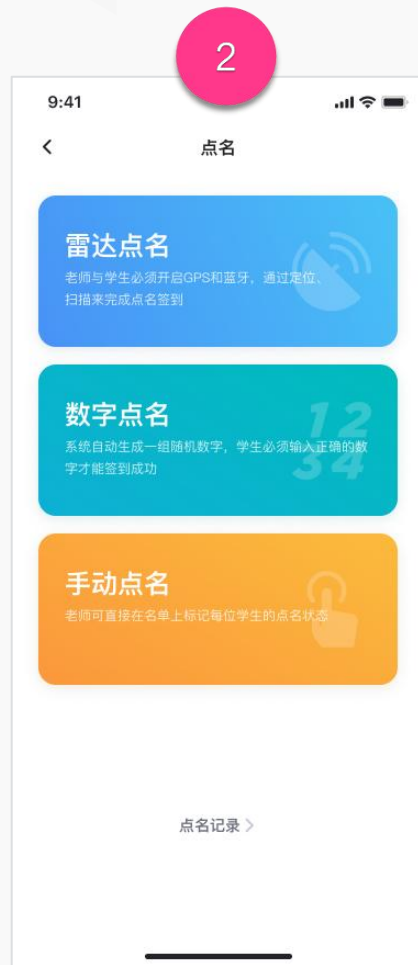 2
9:41
点名
雷达点名
老师与学生必须开启GPS和蓝牙，通过定位、
扫描来完成点名签到
数字点名
系统自动生成一组随机数字，学生必须输入正确的数
字才能签到成功
12
34
手动点名
老师可直接在名单上标记每位学生的点名状态
点名记录